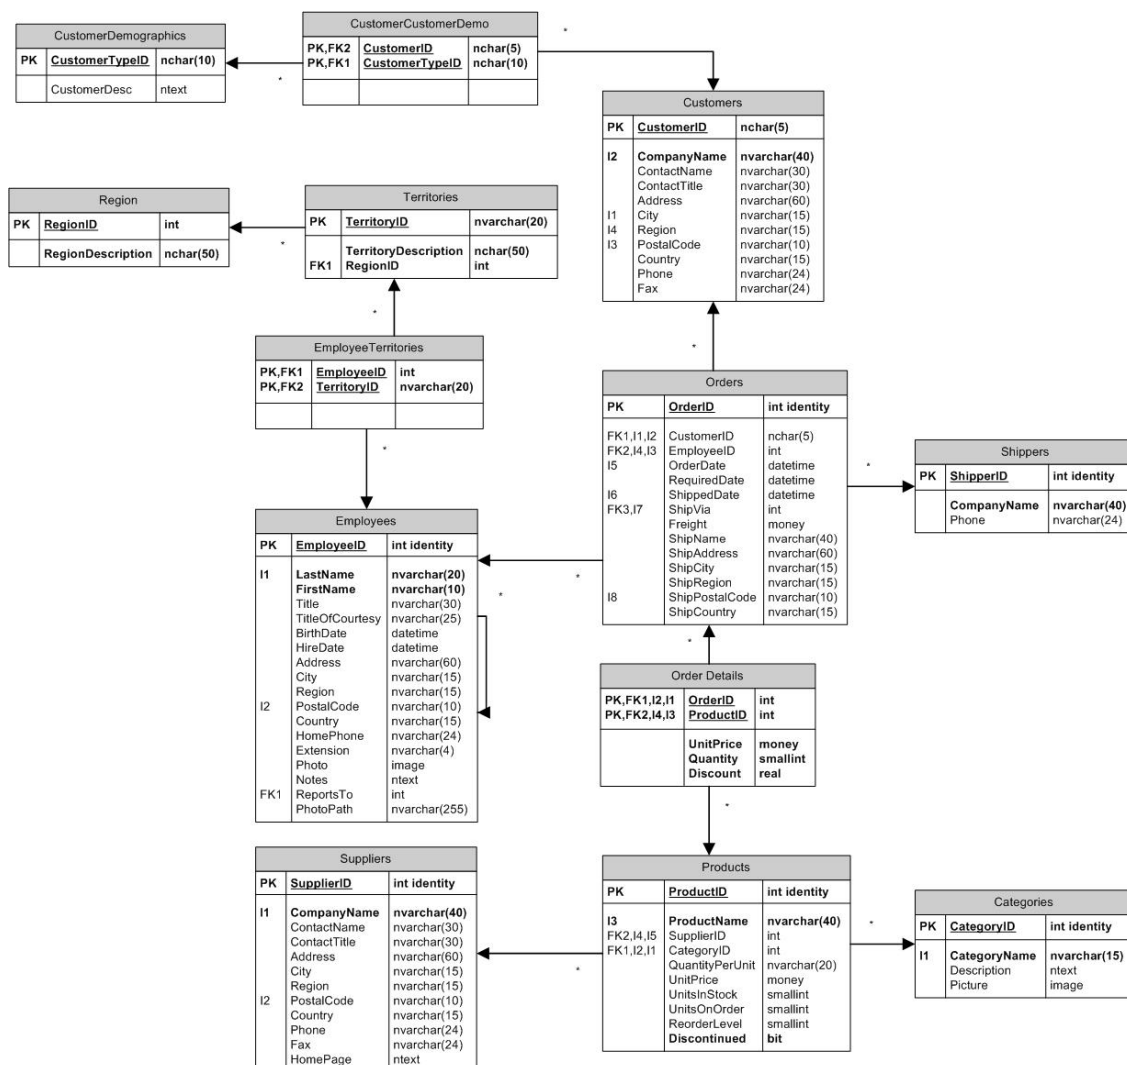 CustomerDemographics
PK CustomerTypeID nchar(10)
CustomerDesc ntext
CustomerCustomerDemo
PK,FK2 CustomerID nchar(5)
PK,FK1 CustomerTypeID nchar(10)
*
*
Customers
PK CustomerID nchar(5)
I2 CompanyName nvarchar(40)
ContactName nvarchar(30)
ContactTitle nvarchar(30)
Address nvarchar(60)
I1 City nvarchar(15)
I4 Region nvarchar(15)
I3 PostalCode nvarchar(10)
Country nvarchar(15)
Phone nvarchar(24)
Fax nvarchar(24)
Region
PK RegionID int
RegionDescription nchar(50)
*
Territories
PK TerritoryID nvarchar(20)
TerritoryDescription nchar(50)
FK1 RegionID int
*
EmployeeTerritories
PK,FK1 EmployeeID int
PK,FK2 TerritoryID nvarchar(20)
*
*
Orders
PK OrderID int identity
FK1,I1,I2 CustomerID nchar(5)
FK2,I4,I3 EmployeeID int
I5 OrderDate datetime
RequiredDate datetime
I6 ShippedDate datetime
FK3,I7 ShipVia int
Freight money
ShipName nvarchar(40)
ShipAddress nvarchar(60)
ShipCity nvarchar(15)
ShipRegion nvarchar(15)
I8 ShipPostalCode nvarchar(10)
ShipCountry nvarchar(15)
*
Shippers
PK ShipperID int identity
CompanyName nvarchar(40)
Phone nvarchar(24)
Employees
PK EmployeeID int identity
I1 LastName nvarchar(20)
FirstName nvarchar(10)
Title nvarchar(30)
TitleOfCourtesy nvarchar(25)
BirthDate datetime
HireDate datetime
Address nvarchar(60)
City nvarchar(15)
Region nvarchar(15)
I2 PostalCode nvarchar(10)
Country nvarchar(15)
HomePhone nvarchar(24)
Extension nvarchar(4)
Photo image
Notes ntext
FK1 ReportsTo int
PhotoPath nvarchar(255)
*
*
*
Order Details
PK,FK1,I2,I1 OrderID int
PK,FK2,I4,I3 ProductID int
UnitPrice money
Quantity smallint
Discount real
*
Suppliers
PK SupplierID int identity
I1 CompanyName nvarchar(40)
ContactName nvarchar(30)
ContactTitle nvarchar(30)
Address nvarchar(60)
City nvarchar(15)
Region nvarchar(15)
I2 PostalCode nvarchar(10)
Country nvarchar(15)
Phone nvarchar(24)
Fax nvarchar(24)
HomePage ntext
*
Products
PK ProductID int identity
I3 ProductName nvarchar(40)
FK2,I4,I5 SupplierID int
FK1,I2,I1 CategoryID int
QuantityPerUnit nvarchar(20)
UnitPrice money
UnitsInStock smallint
UnitsOnOrder smallint
ReorderLevel smallint
Discontinued bit
*
Categories
PK CategoryID int identity
I1 CategoryName nvarchar(15)
Description ntext
Picture image